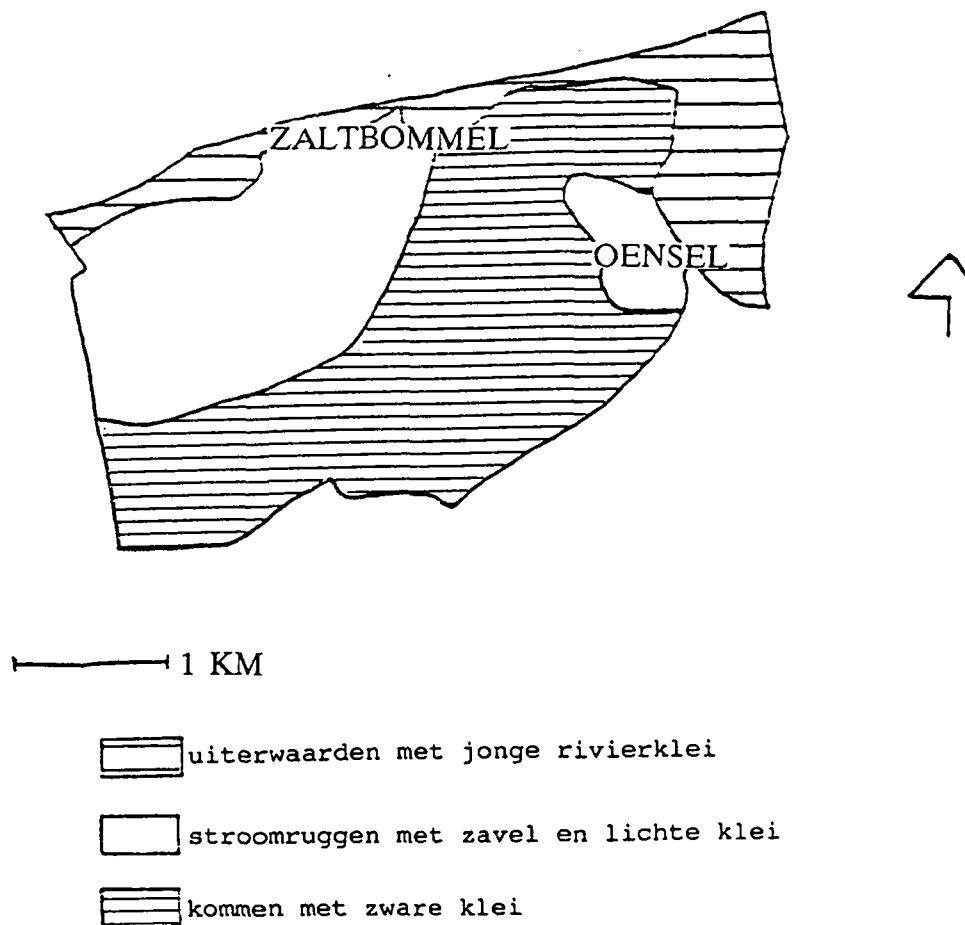 ZALTBOMMEL
OENSEL
1 KM
uiterwaarden met jonge rivierklei
stroomruggen met zavel en lichte klei
kommen met zware klei